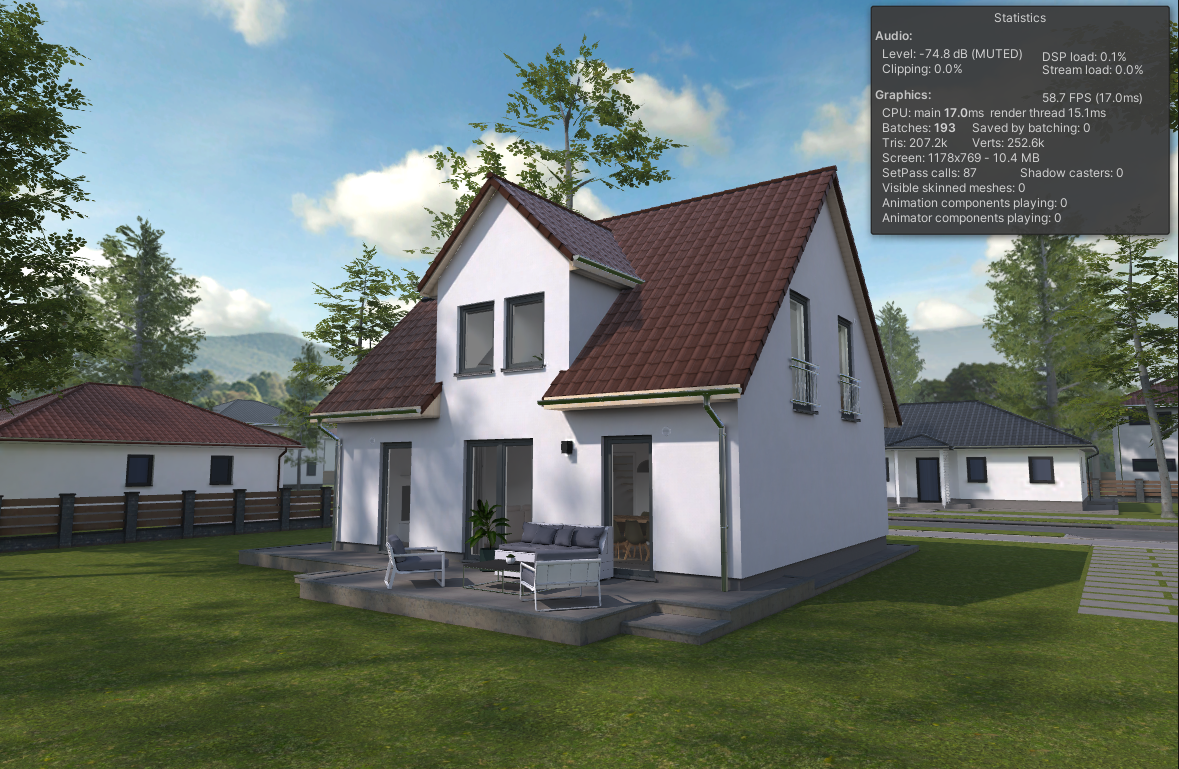 Statistics
Audio:
Level: -74.8 dB (MUTED) DSP load: 0.1%
Clipping: 0.0% Stream load: 0.0%
Graphics: 58.7 FPS (17.0ms)
CPU: main 17.0ms render thread 15.1ms
Batches: 193 Saved by batching: 0
Tris: 207.2k Verts: 252.6k
Screen: 1178x769 - 10.4 MB
SetPass calls: 87 Shadow casters: 0
Visible skinned meshes: 0
Animation components playing: 0
Animator components playing: 0